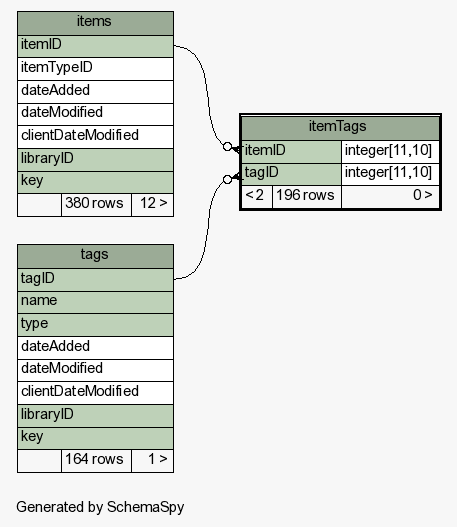 items
itemID
itemTypeID
dateAdded
dateModified
clientDateModified
libraryID
key
380 rows 12 >
itemTags
itemID integer[11,10]
tagID integer[11,10]
< 2 196 rows 0 >
tags
tagID
name
type
dateAdded
dateModified
clientDateModified
libraryID
key
164 rows 1 >
Generated by SchemaSpy